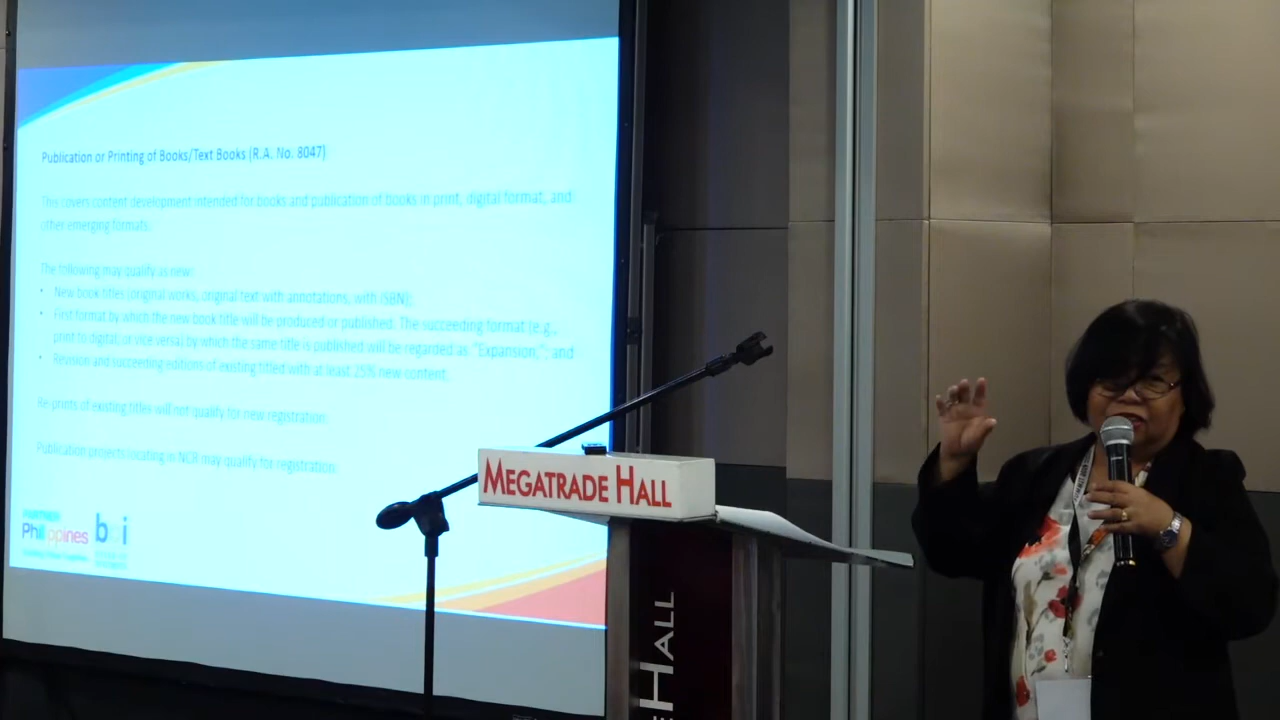 Publication or Printing of Books/Text Books (R.A. No. 8047)
This covers content development intended for books and publication of books in print, digital format, and
other emerging formats.
The following may qualify as new:
• New book titles (original works, original text with annotations, with ISBN);
• First format by which the new book title will be produced or published. The succeeding format (e.g.,
print to digital, or vice versa) by which the same title is published will be regarded as "Expansion,"; and
• Revision and succeeding editions of existing titled with at least 25% new content.
Re-prints of existing titles will not qualify for new registration.
Publication projects locating in NCR may qualify for registration.
Philippines
boi
MEGATRADE HALL
HALL